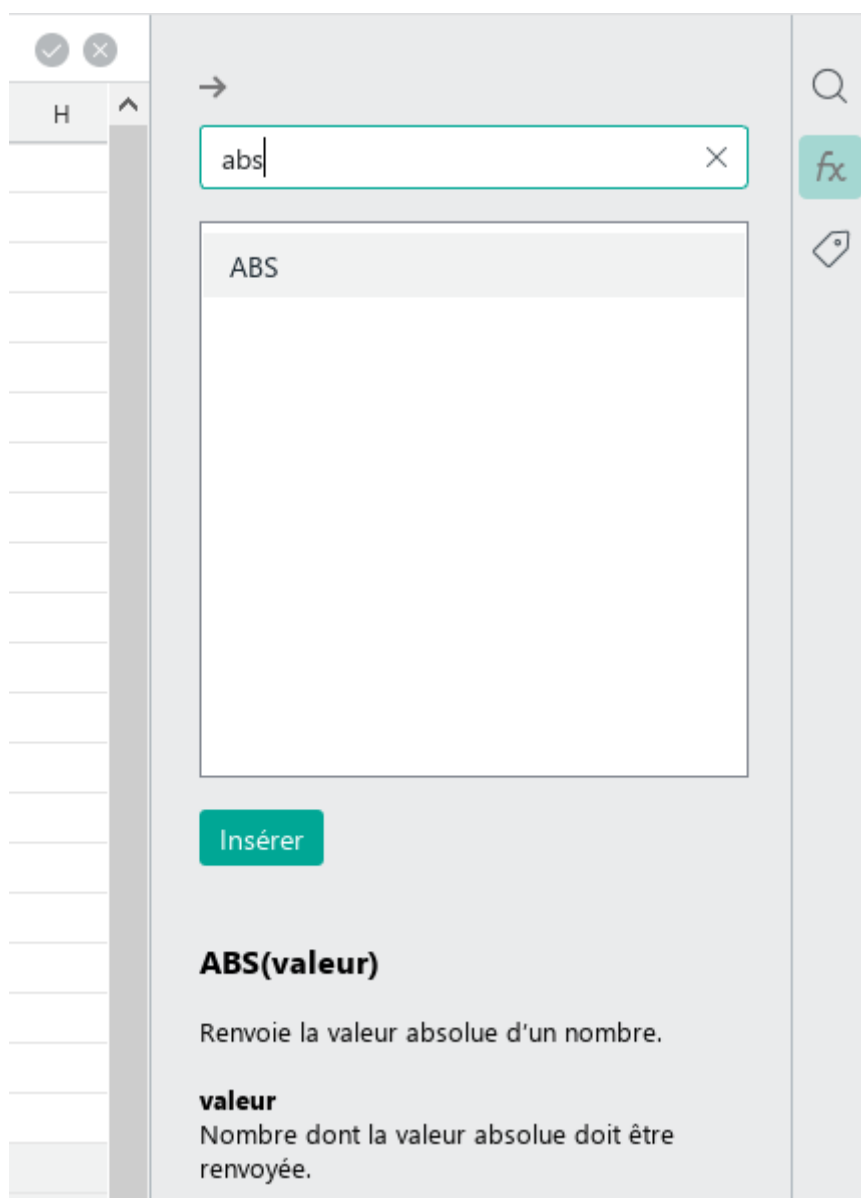 H
abs
fx
ABS
Insérer
ABS(valeur)
Renvoie la valeur absolue d'un nombre.
valeur
Nombre dont la valeur absolue doit être
renvoyée.